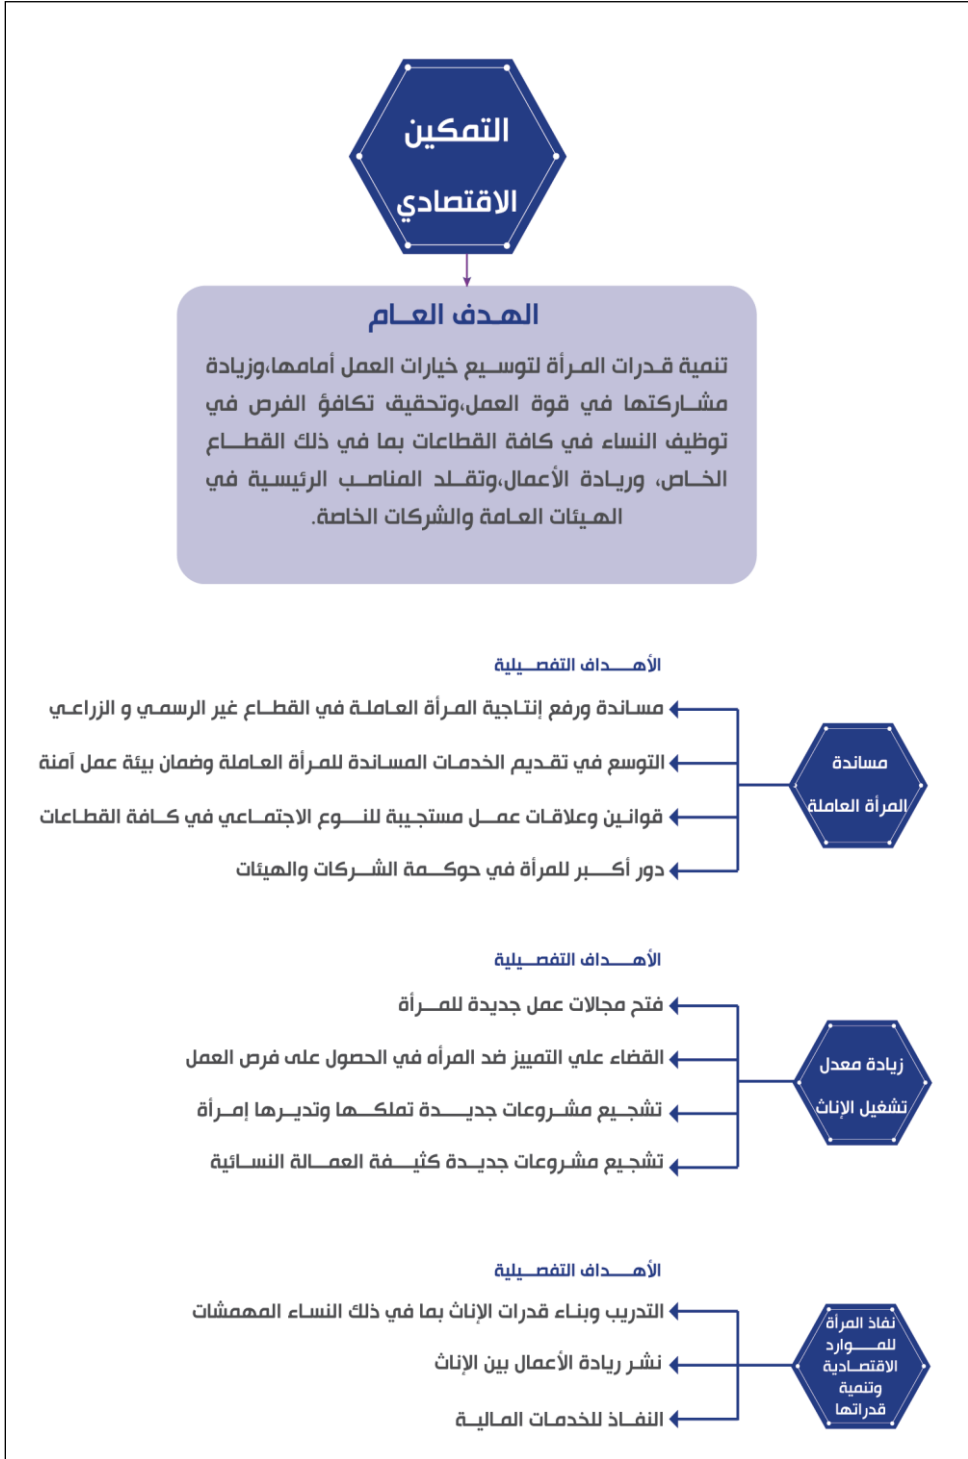 التمكين
الاقتصادي
الهدف العام
تنمية قدرات المرأة لتوسيع خيارات العمل أمامها،وزيادة
مشاركتها في قوة العمل،وتحقيق تكافؤ الفرص في
توظيف النساء في كافة القطاعات بما في ذلك القطاع
الخاص، وريادة الأعمال،وتقلد المناصب الرئيسية في
الهيئات العامة والشركات الخاصة.
الأهداف التفصيلية
مساندة
المرأة العاملة
مساندة ورفع إنتاجية المرأة العاملة في القطاع غير الرسمي و الزراعي
التوسع في تقديم الخدمات المساندة للمرأة العاملة وضمان بيئة عمل آمنة
قوانين وعلاقات عمل مستجيبة للنوع الاجتماعي في كافة القطاعات
دور أكبر للمرأة في حوكمة الشركات والهيئات
الأهداف التفصيلية
زيادة معدل
تشغيل الإناث
فتح مجالات عمل جديدة للمرأة
القضاء علي التمييز ضد المرأه في الحصول على فرص العمل
تشجيع مشروعات جديدة تملكها وتديرها إمرأة
تشجيع مشروعات جديدة كثيفة العمالة النسائية
الأهداف التفصيلية
نفاذ المرأة
للموارد
الاقتصادية
وتنمية
قدراتها
التدريب وبناء قدرات الإناث بما في ذلك النساء المهمشات
نشر ريادة الأعمال بين الإناث
النفاذ للخدمات المالية